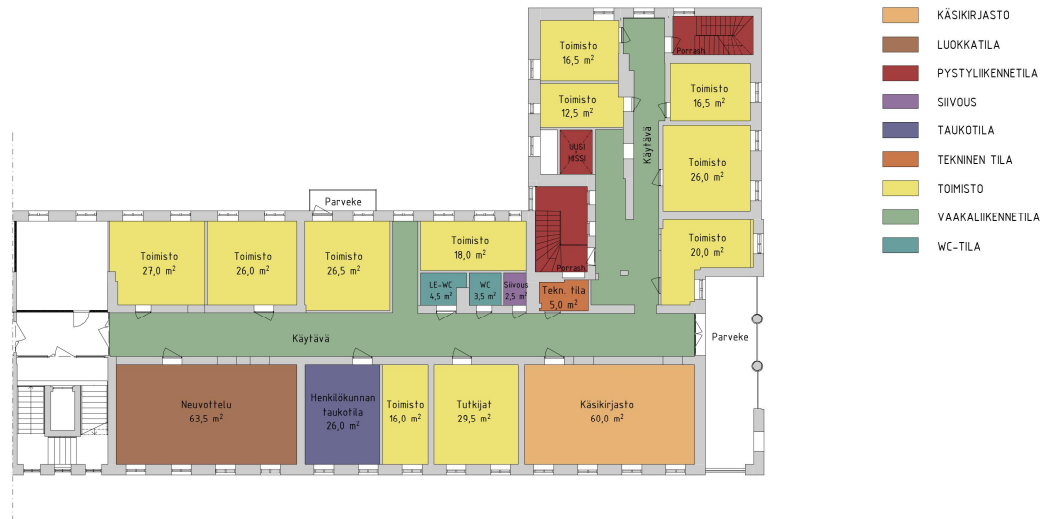 Toimisto
16,5 m²
Porrash.
KÄSIKIRJASTO
LUOKKATILA
PYSTYLIIKENNETILA
SIIVOUS
TAUKOTILA
TEKNINEN TILA
TOIMISTO
VAAKALIIKENNETILA
WC-TILA
Toimisto
12,5 m²
Toimisto
16,5 m²
UUSI
HISSI
Käytävä
Toimisto
26,0 m²
Parveke
Toimisto
27,0 m²
Toimisto
26,0 m²
Toimisto
26,5 m²
Toimisto
18,0 m²
Toimisto
20,0 m²
Porrash.
LE-WC
4,5 m²
WC
3,5 m²
Siivous
2,5 m²
Tekn. tila
5,0 m²
Käytävä
Parveke
Neuvottelu
63,5 m²
Henkilökunnan
taukotila
26,0 m²
Toimisto
16,0 m²
Tutkijat
29,5 m²
Käsikirjasto
60,0 m²